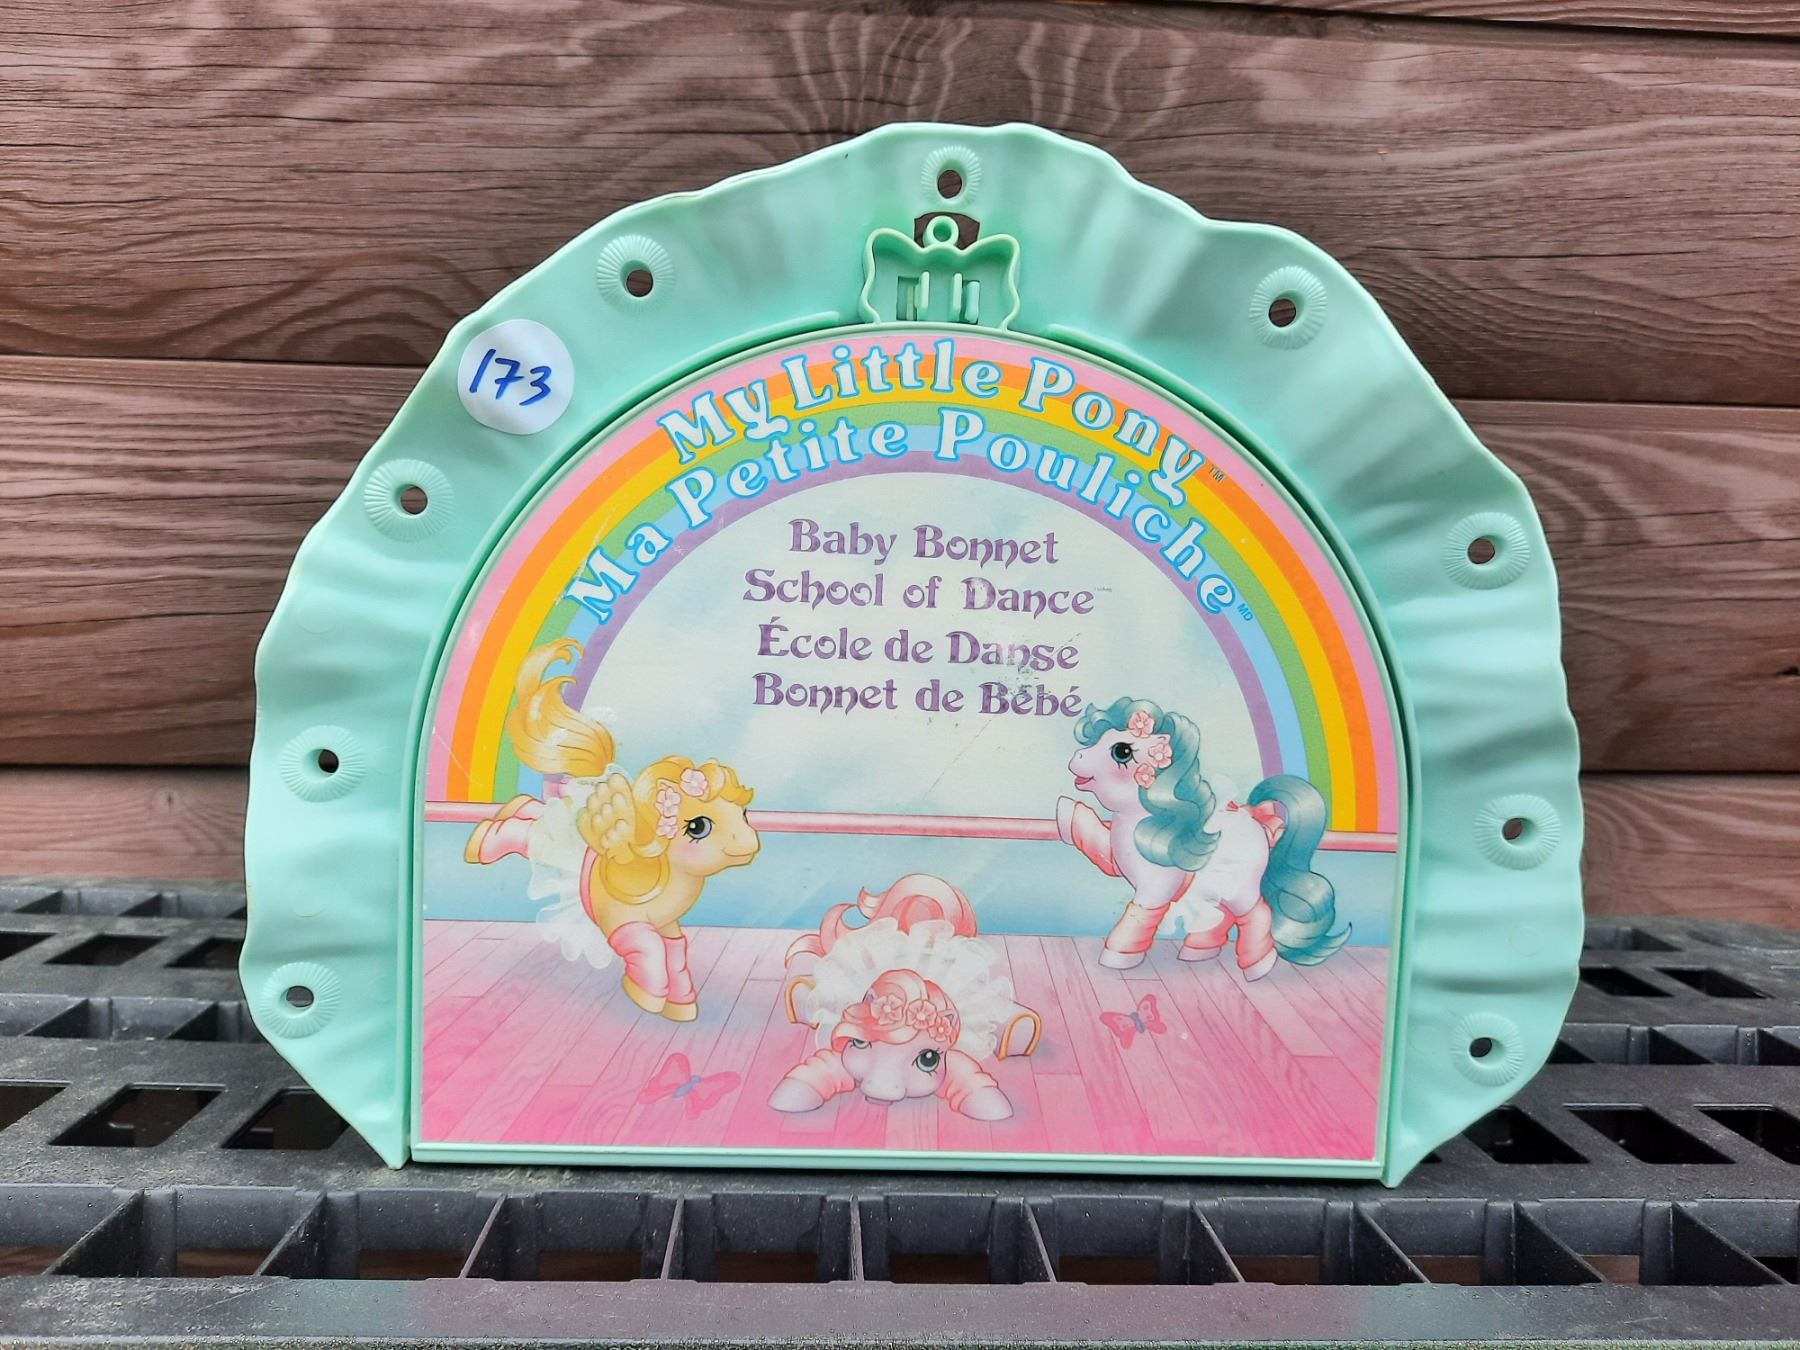 173
My Little Pony™
Ma Petite Pouliche MD
Baby Bonnet
School of Dance
École de Danse
Bonnet de Bébé